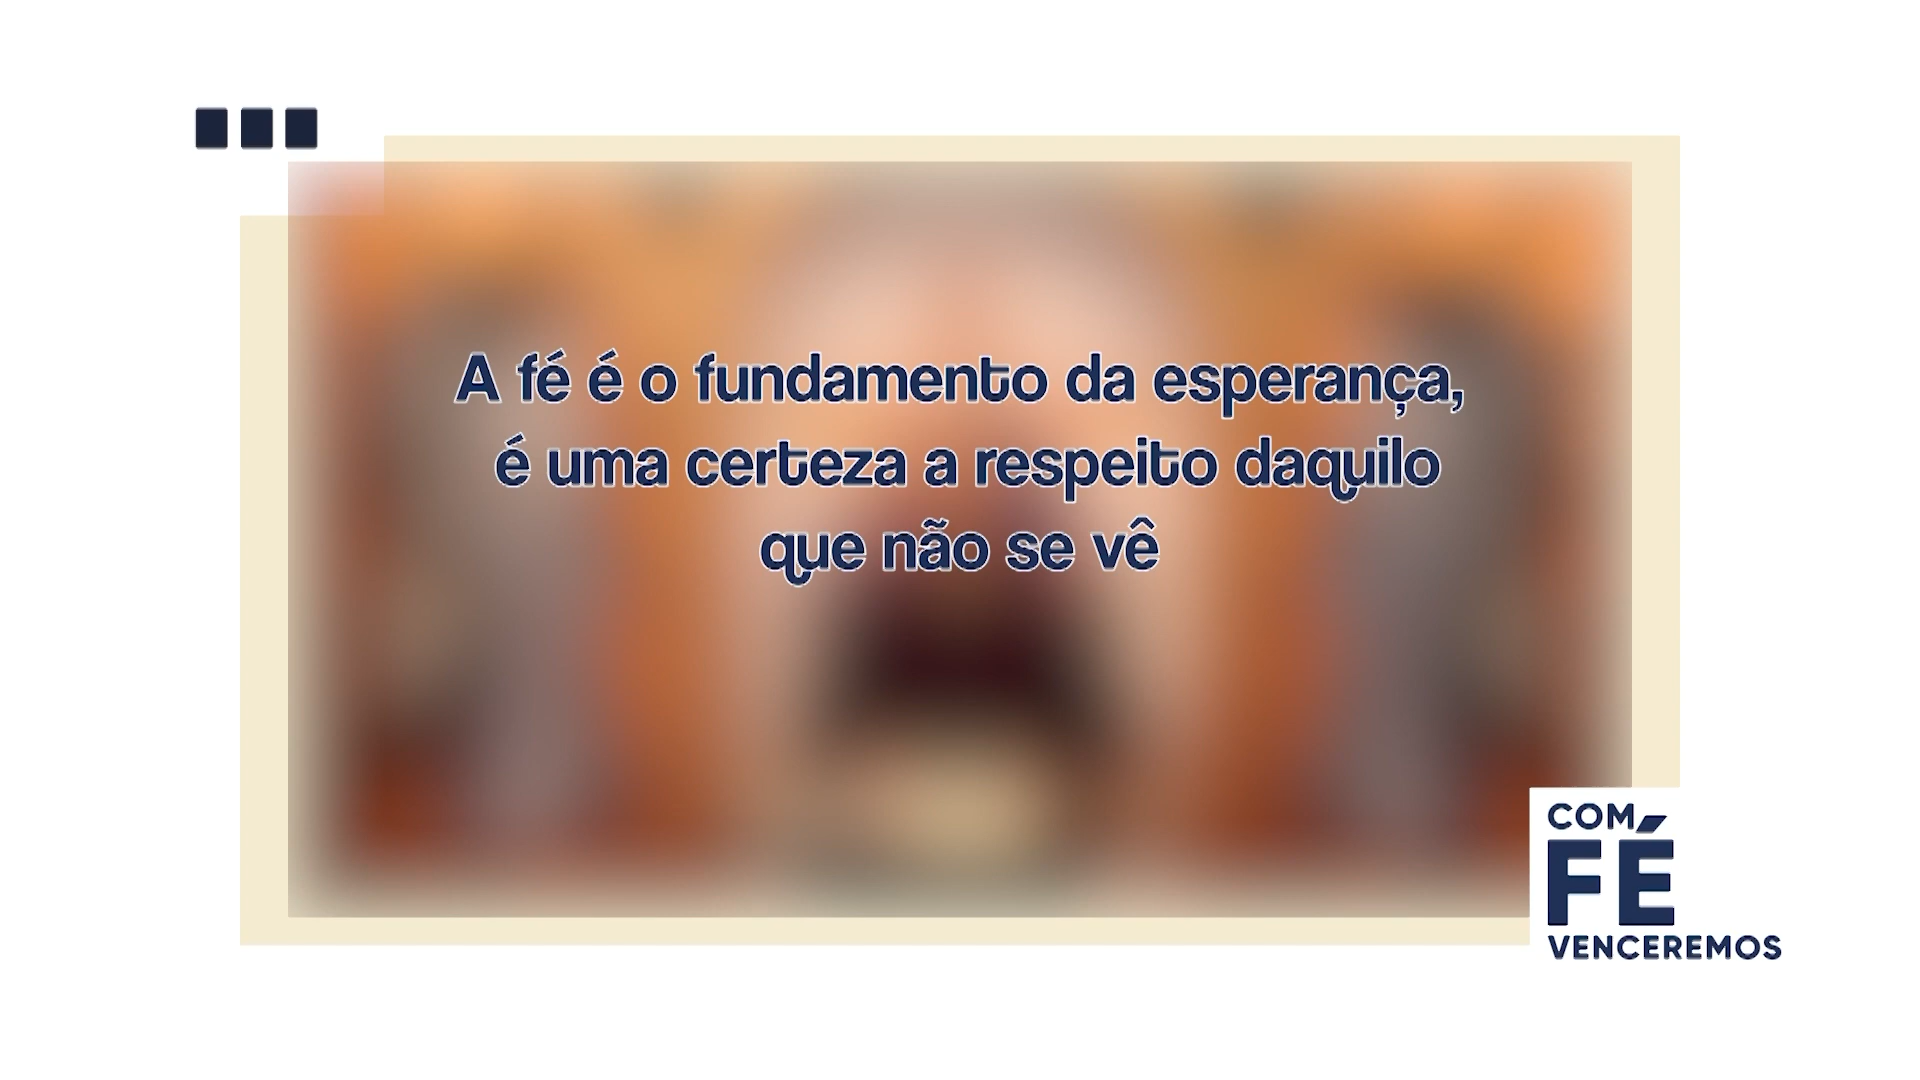 A fé é o fundamento da esperança,
é uma certeza a respeito daquilo
que não se vê
COM
FÉ
VENCEREMOS